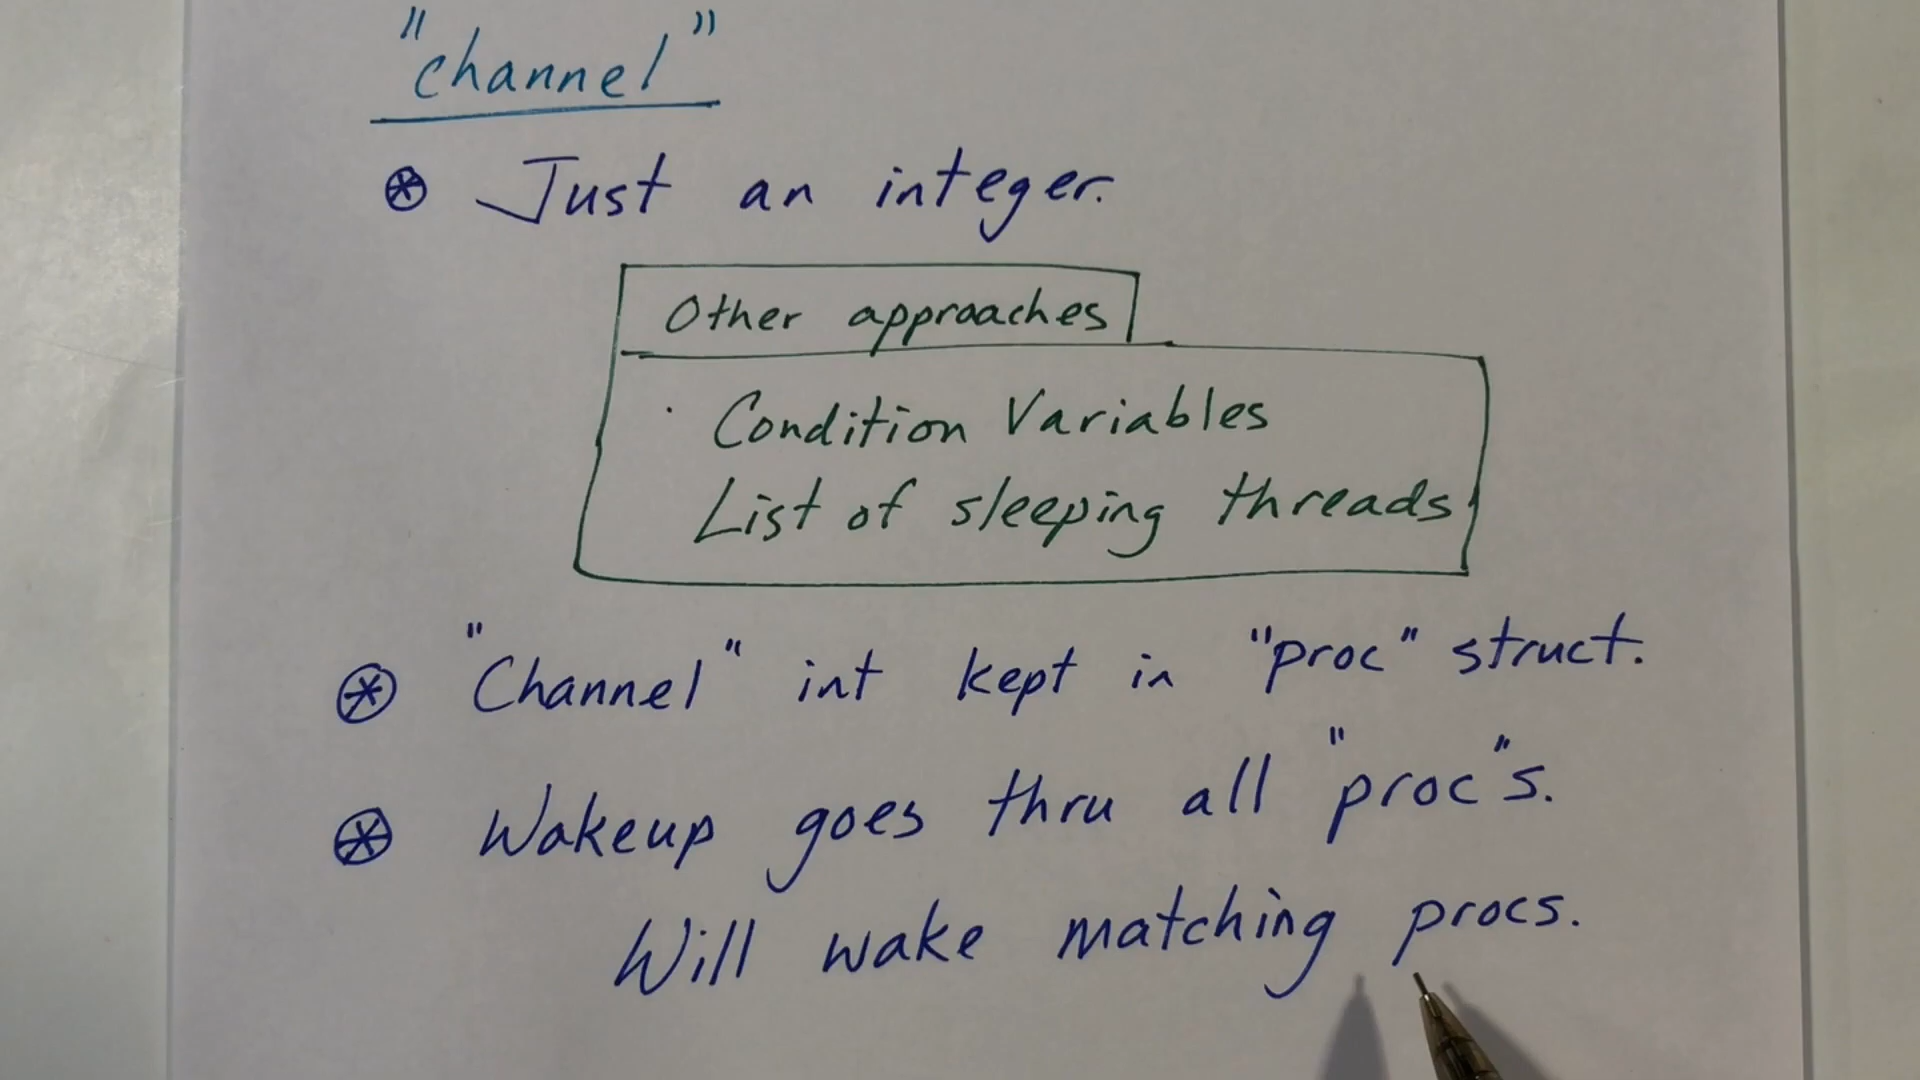 "channel"
⊛ Just an integer.
Other approaches
· Condition Variables
List of sleeping threads
⊛ "Channel" int kept in "proc" struct.
⊛ Wakeup goes thru all "proc"s.
Will wake matching procs.